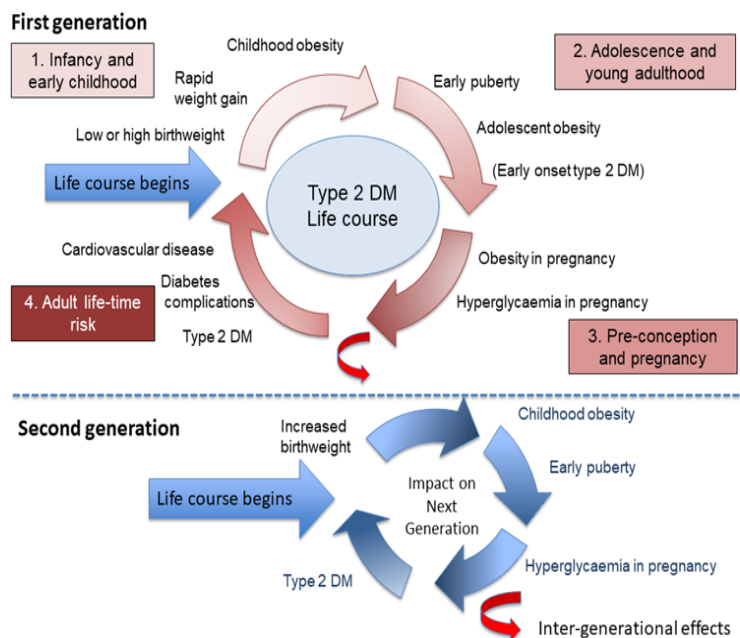 First generation
1. Infancy and
early childhood
Childhood obesity
Rapid
weight gain
Low or high birthweight
Life course begins
2. Adolescence and
young adulthood
Early puberty
Adolescent obesity
(Early onset type 2 DM)
Type 2 DM
Life course
Obesity in pregnancy
Hyperglycaemia in pregnancy
3. Pre-conception
and pregnancy
Cardiovascular disease
Diabetes
complications
Type 2 DM
4. Adult life-time
risk
Second generation
Increased
birthweight
Childhood obesity
Early puberty
Life course begins
Impact on
Next
Generation
Hyperglycaemia in pregnancy
Type 2 DM
Inter-generational effects